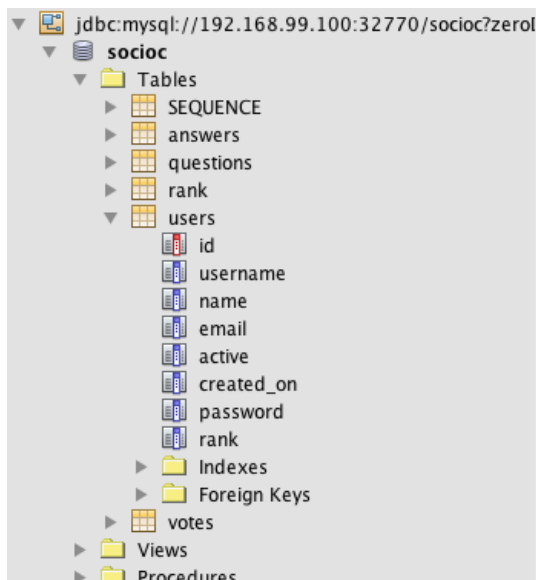 jdbc:mysql://192.168.99.100:32770/socioc?zero
socioc
Tables
SEQUENCE
answers
questions
rank
users
id
username
name
email
active
created_on
password
rank
Indexes
Foreign Keys
votes
Views
Procedures